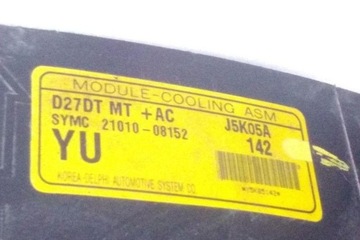 MODULE-COOLING ASM
D27DT MT +AC J5K05A
SYMC 21010-08152 142
YU
KOREA DELPHI AUTOMOTIVE SYSTEM CO.